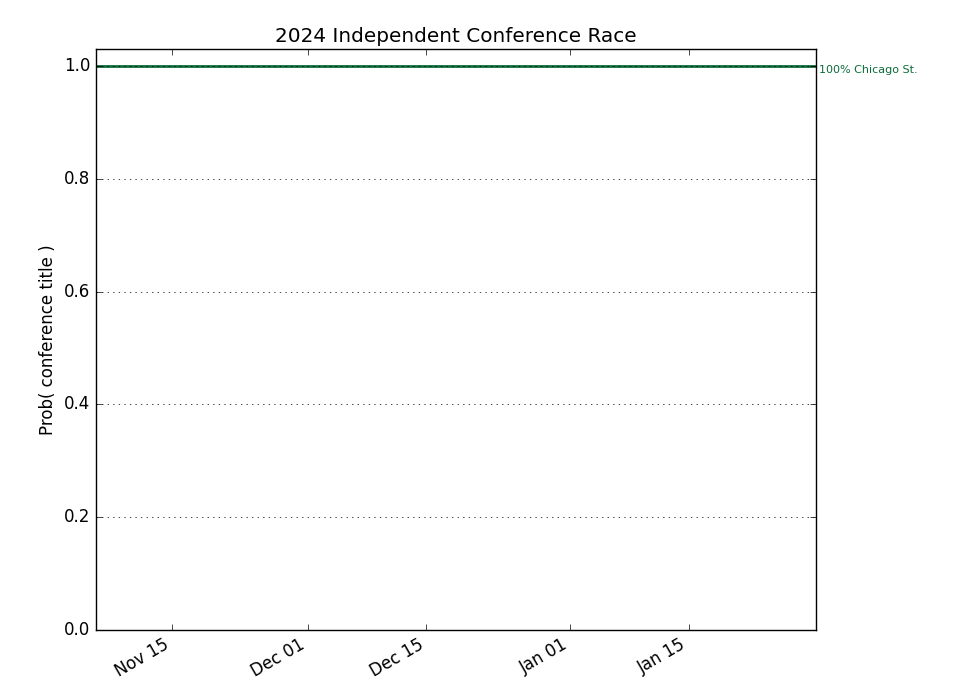 2024 Independent Conference Race
1.0
100% Chicago St.
0.8
0.6
Prob( conference title )
0.4
0.2
0.0
Nov 15
Dec 01
Dec 15
Jan 01
Jan 15